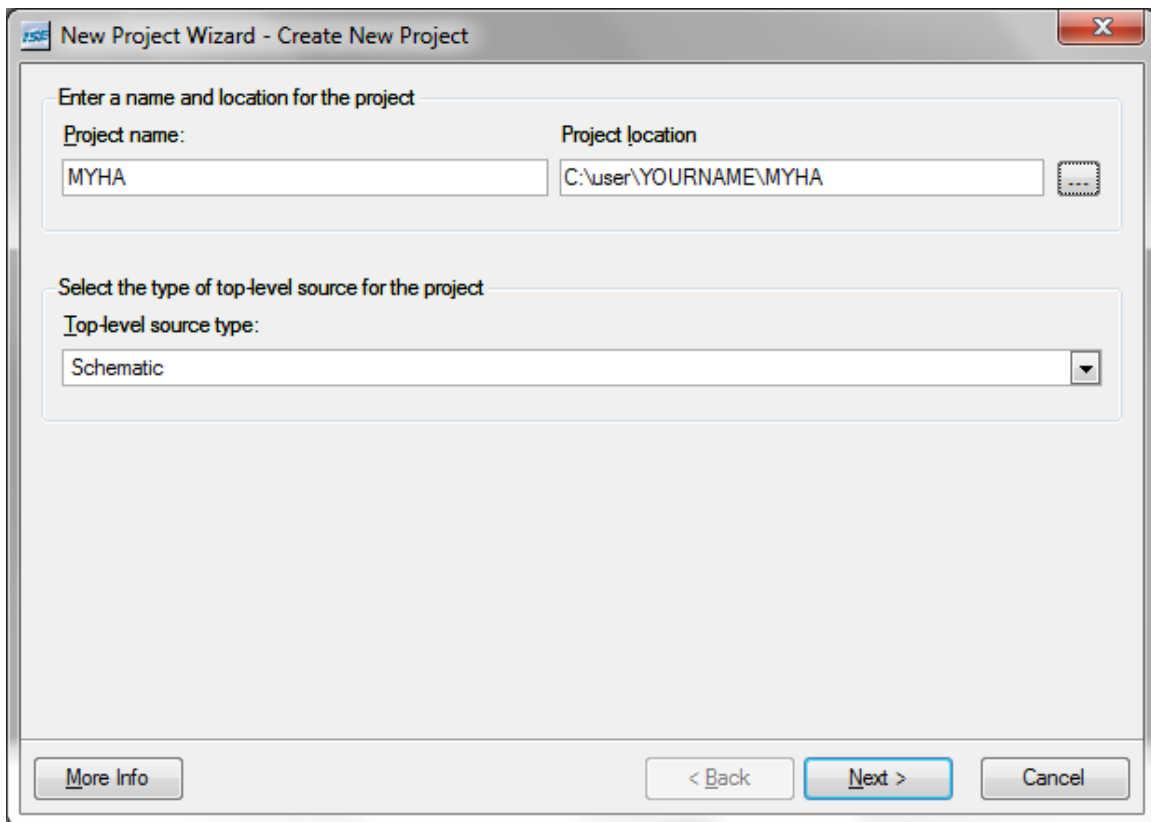 ISE New Project Wizard - Create New Project
Enter a name and location for the project
Project name:
Project location
MYHA
C:\user\YOURNAME\MYHA
...
Select the type of top-level source for the project
Top-level source type:
Schematic
More Info
< Back
Next >
Cancel